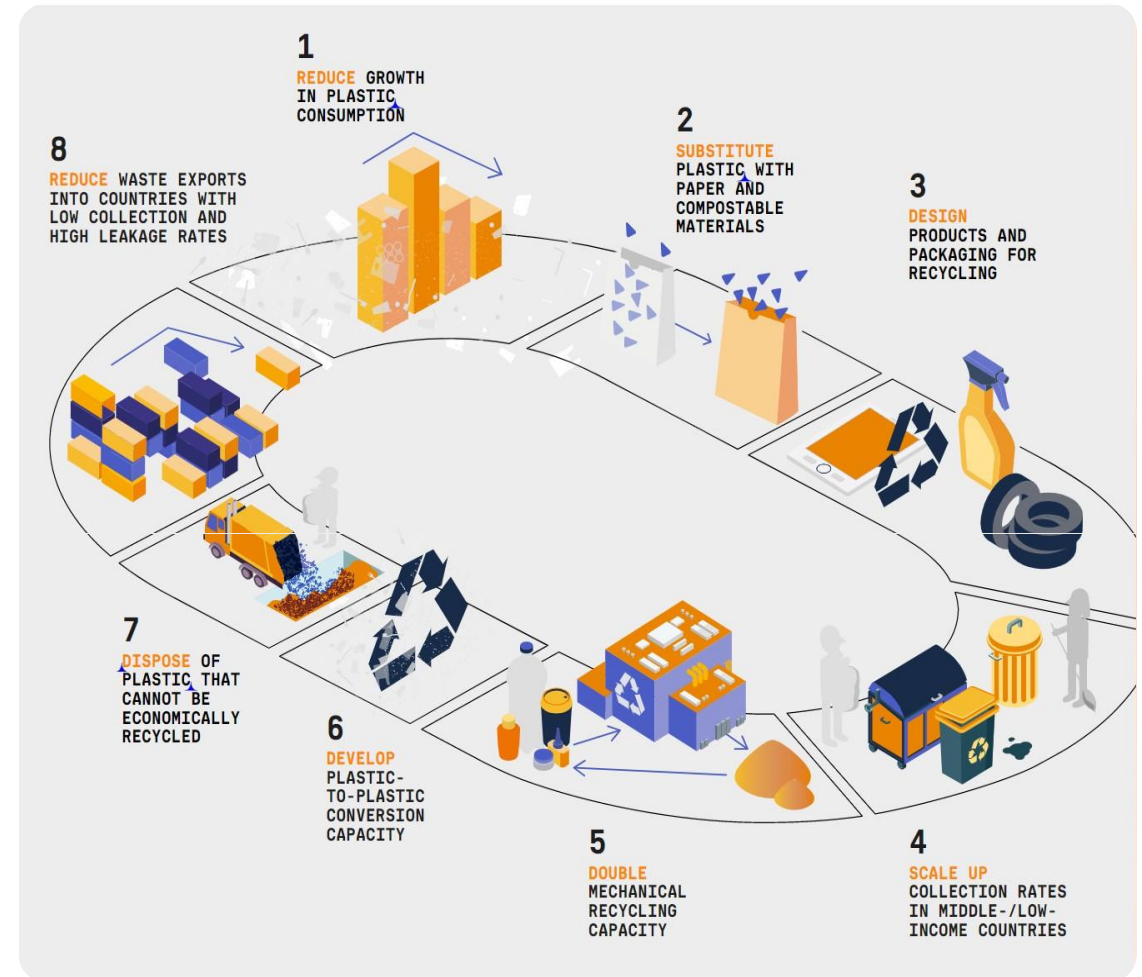 1
REDUCE GROWTH
IN PLASTIC
CONSUMPTION
2
SUBSTITUTE
PLASTIC WITH
PAPER AND
COMPOSTABLE
MATERIALS
3
DESIGN
PRODUCTS AND
PACKAGING FOR
RECYCLING
4
SCALE UP
COLLECTION RATES
IN MIDDLE-/LOW-
INCOME COUNTRIES
5
DOUBLE
MECHANICAL
RECYCLING
CAPACITY
6
DEVELOP
PLASTIC-
TO-PLASTIC
CONVERSION
CAPACITY
7
DISPOSE OF
PLASTIC THAT
CANNOT BE
ECONOMICALLY
RECYCLED
8
REDUCE WASTE EXPORTS
INTO COUNTRIES WITH
LOW COLLECTION AND
HIGH LEAKAGE RATES